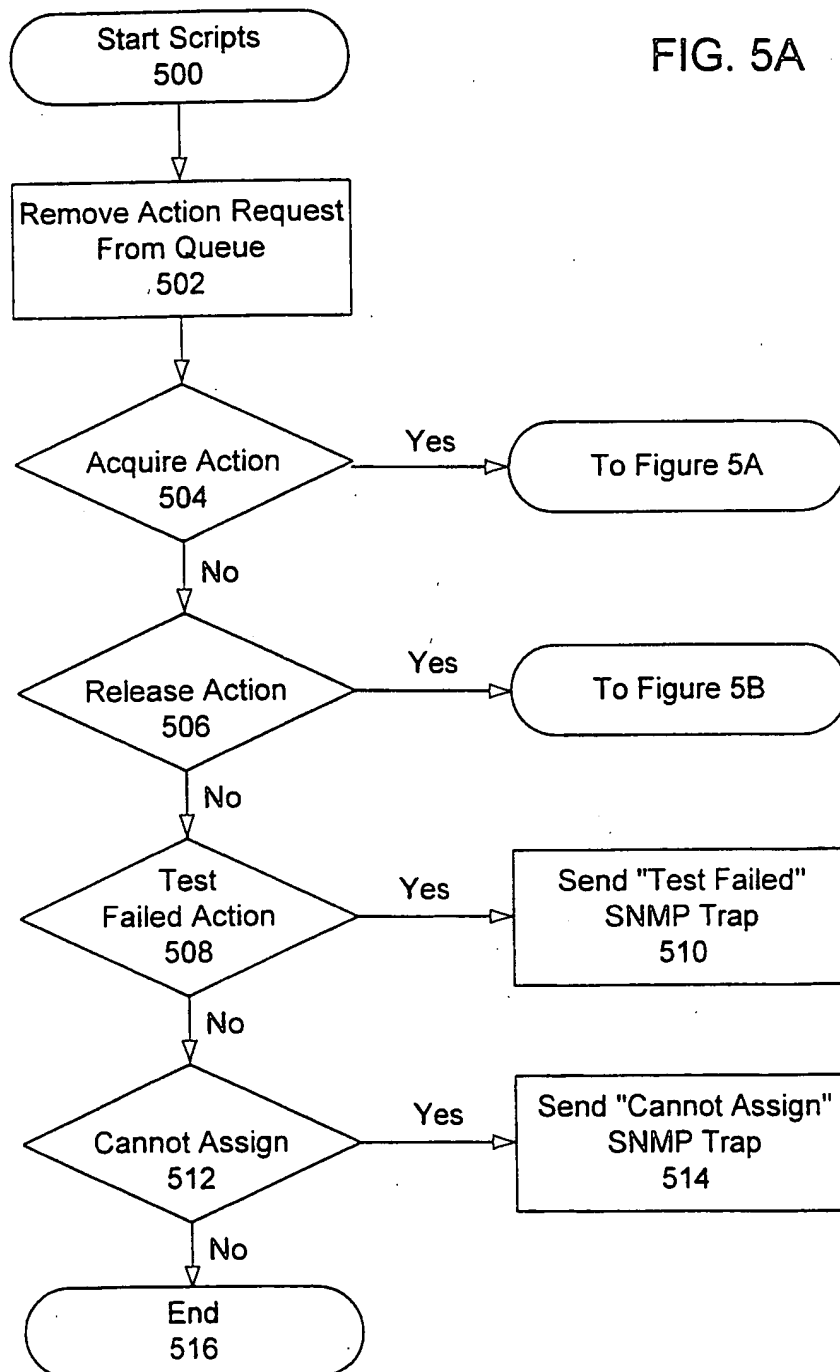 FIG. 5A
Start Scripts
500
Remove Action Request
From Queue
502
Acquire Action
504
Yes
To Figure 5A
No
Release Action
506
Yes
To Figure 5B
No
Test
Failed Action
508
Yes
Send "Test Failed"
SNMP Trap
510
No
Cannot Assign
512
Yes
Send "Cannot Assign"
SNMP Trap
514
No
End
516